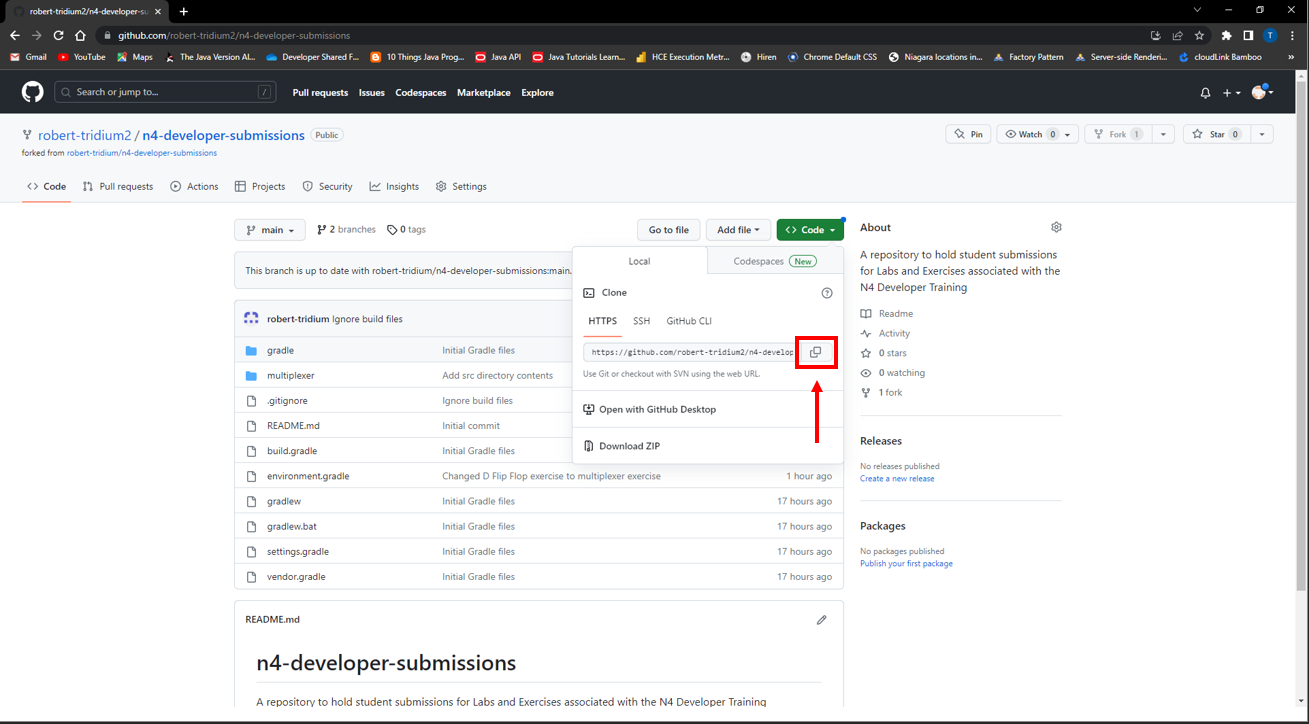 robert-tridium2/n4-developer-su
github.com/robert-tridium2/n4-developer-submissions
T
Gmail YouTube Maps The Java Version Al... Developer Shared F... 10 Things Java Prog... Java API Java Tutorials Learn... HCE Execution Metr... Hiren Chrome Default CSS Niagara locations in... Factory Pattern Server-side Renderi... cloudLink Bamboo »
Search or jump to... / Pull requests Issues Codespaces Marketplace Explore
robert-tridium2 / n4-developer-submissions Public Pin Watch 0 Fork 1 Star 0
forked from robert-tridium/n4-developer-submissions
Code Pull requests Actions Projects Security Insights Settings
main 2 branches 0 tags Go to file Add file Code
This branch is up to date with robert-tridium/n4-developer-submissions:main.
robert-tridium Ignore build files
gradle Initial Gradle files
multiplexer Add src directory contents
.gitignore Ignore build files
README.md Initial commit
build.gradle Initial Gradle files
environment.gradle Changed D Flip Flop exercise to multiplexer exercise 1 hour ago
gradlew Initial Gradle files 17 hours ago
gradlew.bat Initial Gradle files 17 hours ago
settings.gradle Initial Gradle files 17 hours ago
vendor.gradle Initial Gradle files 17 hours ago
Local Codespaces New
Clone
HTTPS SSH GitHub CLI
https://github.com/robert-tridium2/n4-develop
Use Git or checkout with SVN using the web URL.
Open with GitHub Desktop
Download ZIP
About
A repository to hold student submissions
for Labs and Exercises associated with the
N4 Developer Training
Readme
Activity
0 stars
0 watching
1 fork
Releases
No releases published
Create a new release
Packages
No packages published
Publish your first package
README.md
n4-developer-submissions
A repository to hold student submissions for Labs and Exercises associated with the N4 Developer Training